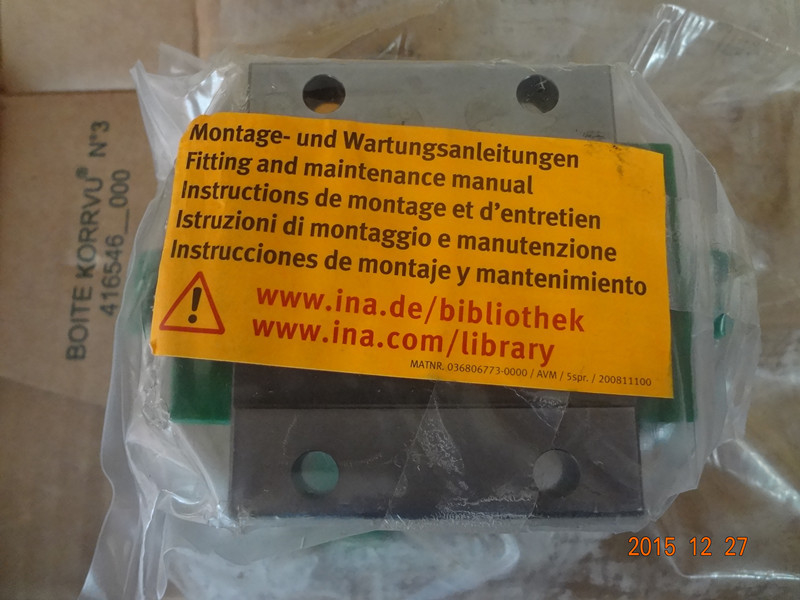 BOITE KORRVU® N°3
416546_000
Montage- und Wartungsanleitungen
Fitting and maintenance manual
Instructions de montage et d'entretien
Istruzioni di montaggio e manutenzione
Instrucciones de montaje y mantenimiento
www.ina.de/bibliothek
www.ina.com/library
MATNR. 036806773-0000 / AVM / 5spr. / 200811100
2015 12 27